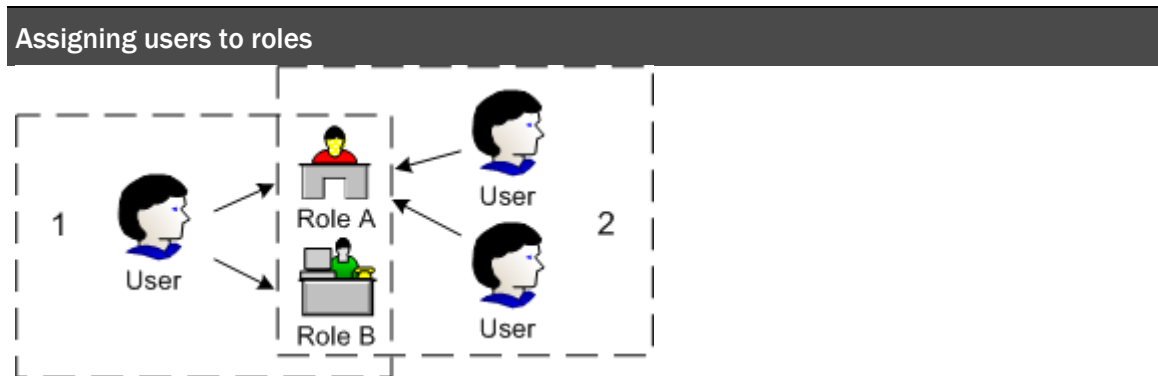 Assigning users to roles
1
User
Role A
Role B
User
User
2